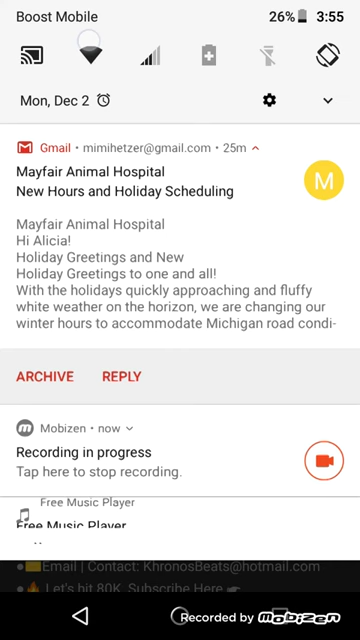 Boost Mobile 26% 3:55
Mon, Dec 2
Gmail • mimihetzer@gmail.com • 25m
Mayfair Animal Hospital
New Hours and Holiday Scheduling
M
Mayfair Animal Hospital
Hi Alicia!
Holiday Greetings and New
Holiday Greetings to one and all!
With the holidays quickly approaching and fluffy
white weather on the horizon, we are changing our
winter hours to accommodate Michigan road condi-
ARCHIVE REPLY
Mobizen • now
Recording in progress
Tap here to stop recording.
Free Music Player
Free Music Player
Email | Contact: KhronosBeats@hotmail.com
Let's hit 80K, Subscribe Here
Recorded by mobizen